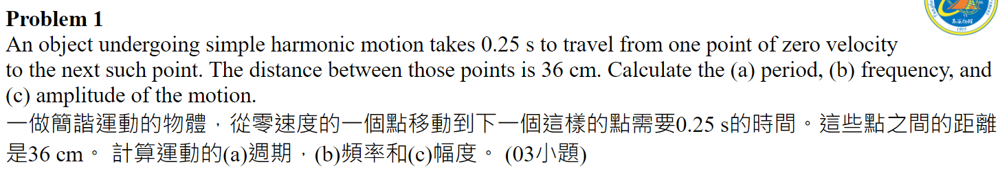 Problem 1
An object undergoing simple harmonic motion takes 0.25 s to travel from one point of zero velocity
to the next such point. The distance between those points is 36 cm. Calculate the (a) period, (b) frequency, and
(c) amplitude of the motion.
一做簡諧運動的物體，從零速度的一個點移動到下一個這樣的點需要0.25 s的時間。這些點之間的距離
是36 cm。 計算運動的(a)週期，(b)頻率和(c)幅度。 (03小題)
1955